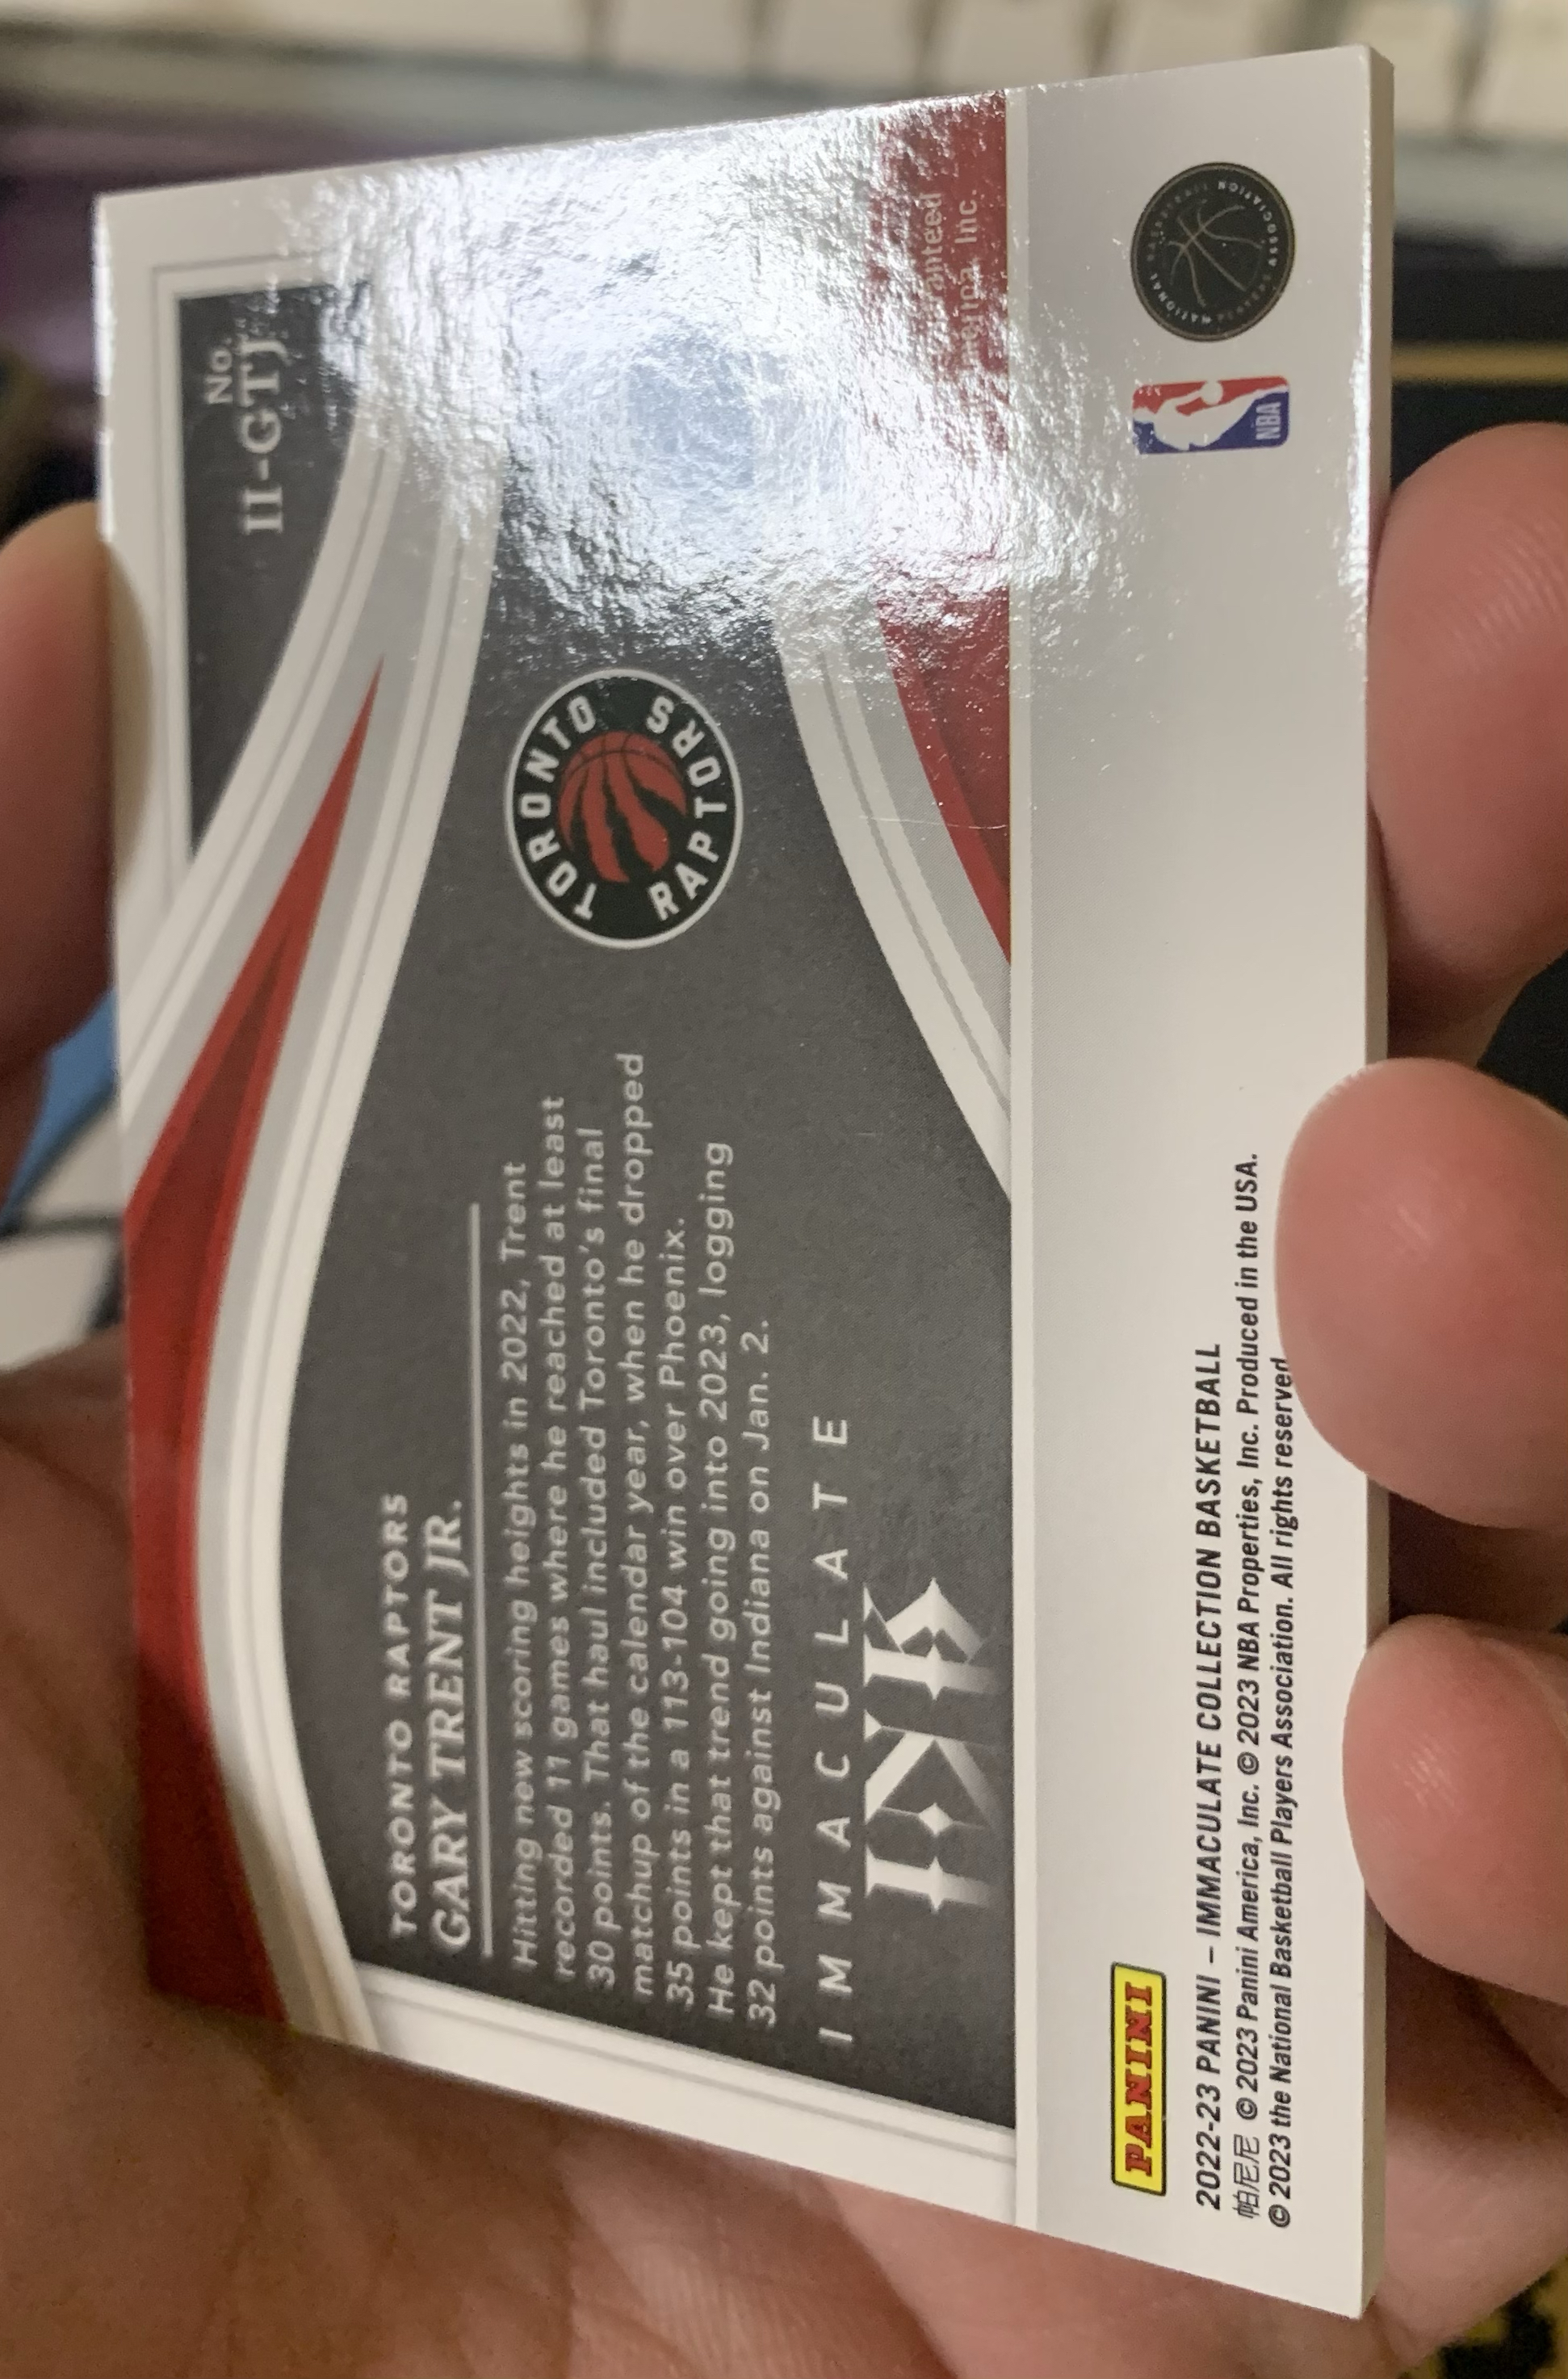 No.
II-GTJ
TORONTO RAPTORS
GARY TRENT JR.
Hitting new scoring heights in 2022, Trent
recorded 11 games where he reached at least
30 points. That haul included Toronto's final
matchup of the calendar year, when he dropped
35 points in a 113-104 win over Phoenix.
He kept that trend going into 2023, logging
32 points against Indiana on Jan. 2.
TORONTO
RAPTORS
IMMACULATE
Inc.
PANINI
2022-23 PANINI – IMMACULATE COLLECTION BASKETBALL
帕尼尼 © 2023 Panini America, Inc. © 2023 NBA Properties, Inc. Produced in the USA.
© 2023 the National Basketball Players Association. All rights reserved
NBA
NATIONAL
ASSOCIATION